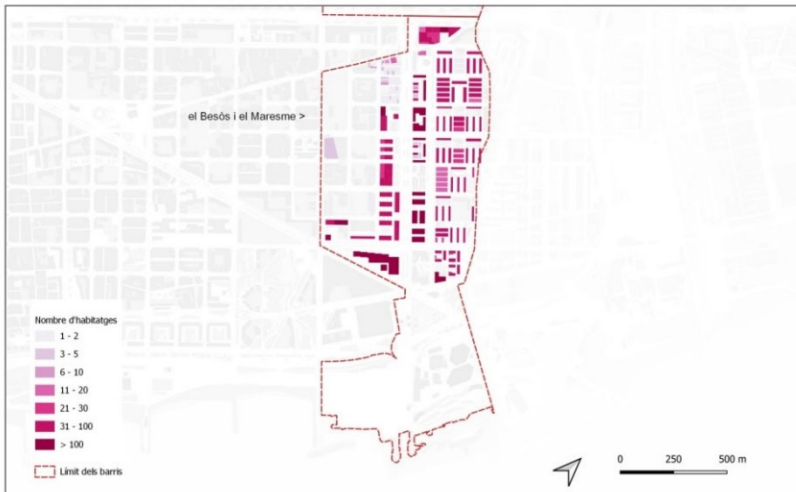 el Besòs i el Maresme >
Nombre d'habitatges
1 - 2
3 - 5
6 - 10
11 - 20
21 - 30
31 - 100
> 100
Límit dels barris
0 250 500 m